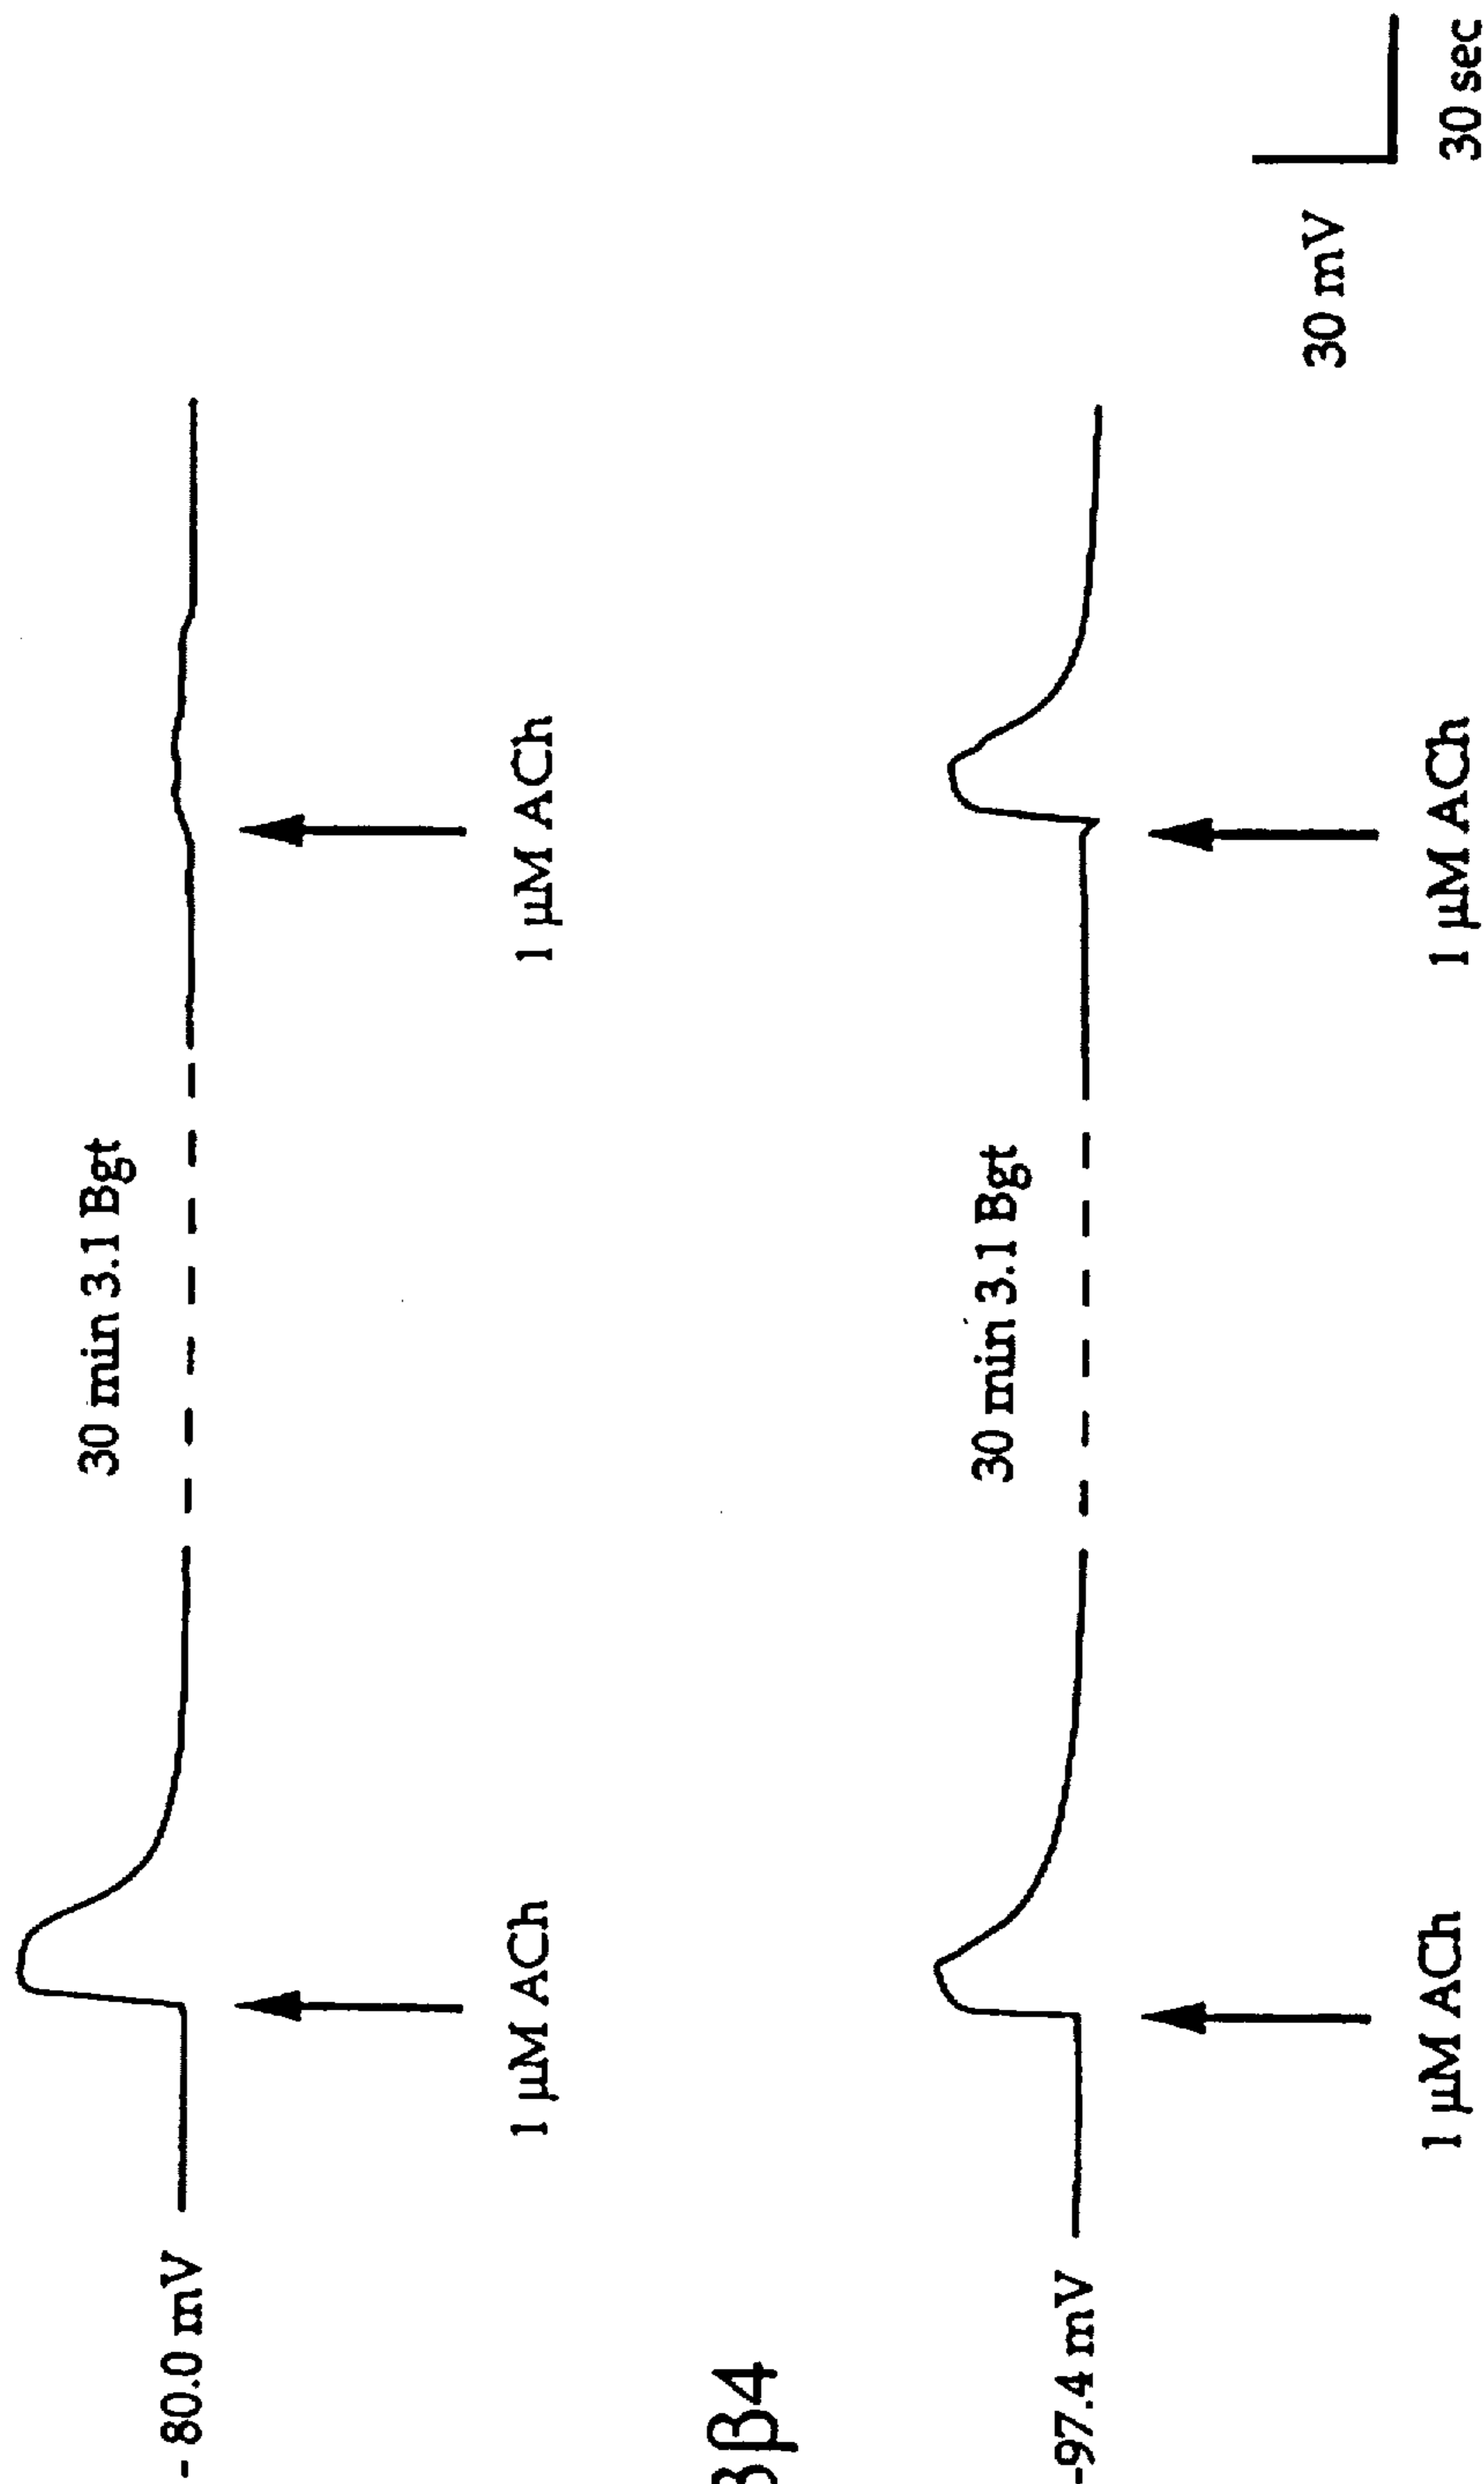 30 min 3.1 Bgt
- 80.0 mV
1 µM ACh
1 µM ACh
β4
30 min 3.1 Bgt
-97.4 mV
1 µM ACh
1 µM ACh
30 mV
30 sec